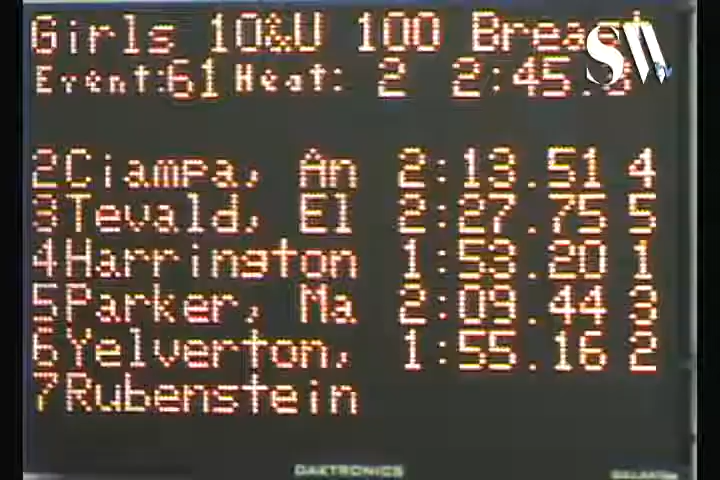 Girls 10&U 100 Breast
SW
Event:61 Heat: 2 2:45.
2Ciampa, An 2:13.51 4
3Tevald, El 2:27.75 5
4Harrington 1:53.20 1
5Parker, Ma 2:09.44 3
6Yelverton, 1:55.16 2
7Rubenstein
DAKTRONICS